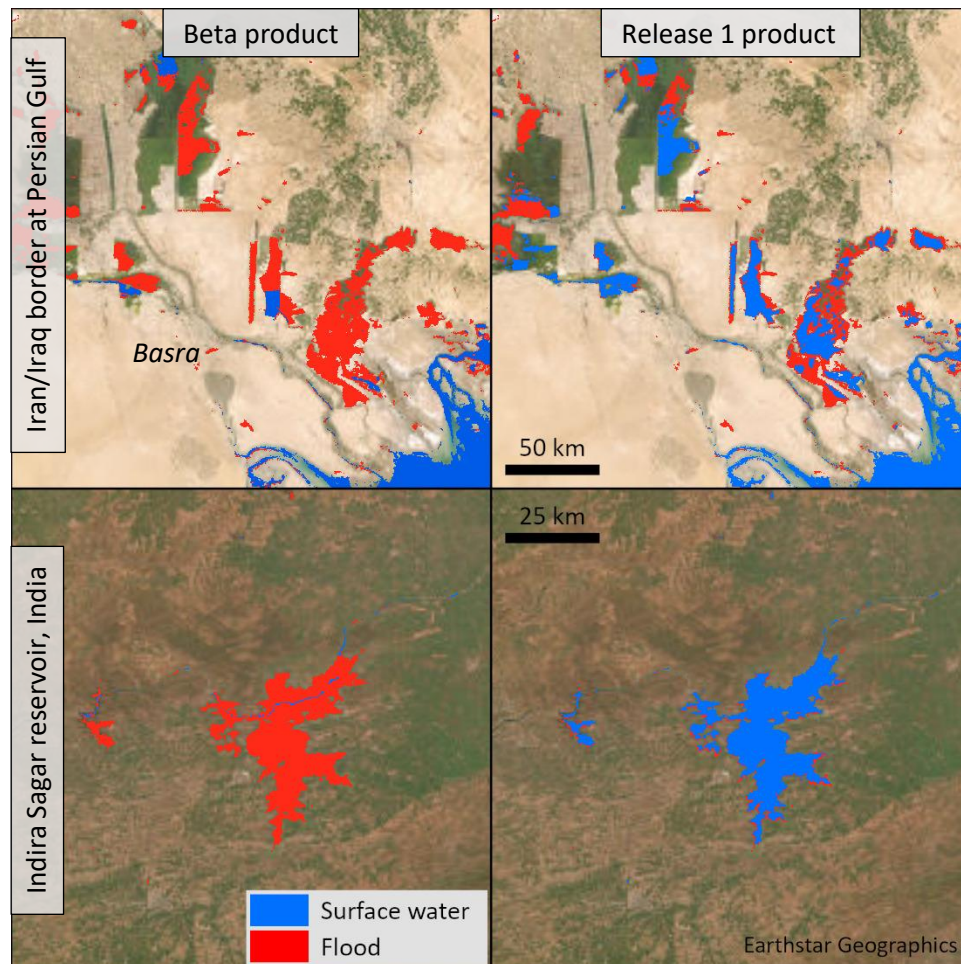 Beta product
Release 1 product
Iran/Iraq border at Persian Gulf
Basra
50 km
25 km
Indira Sagar reservoir, India
Surface water
Flood
Earthstar Geographics